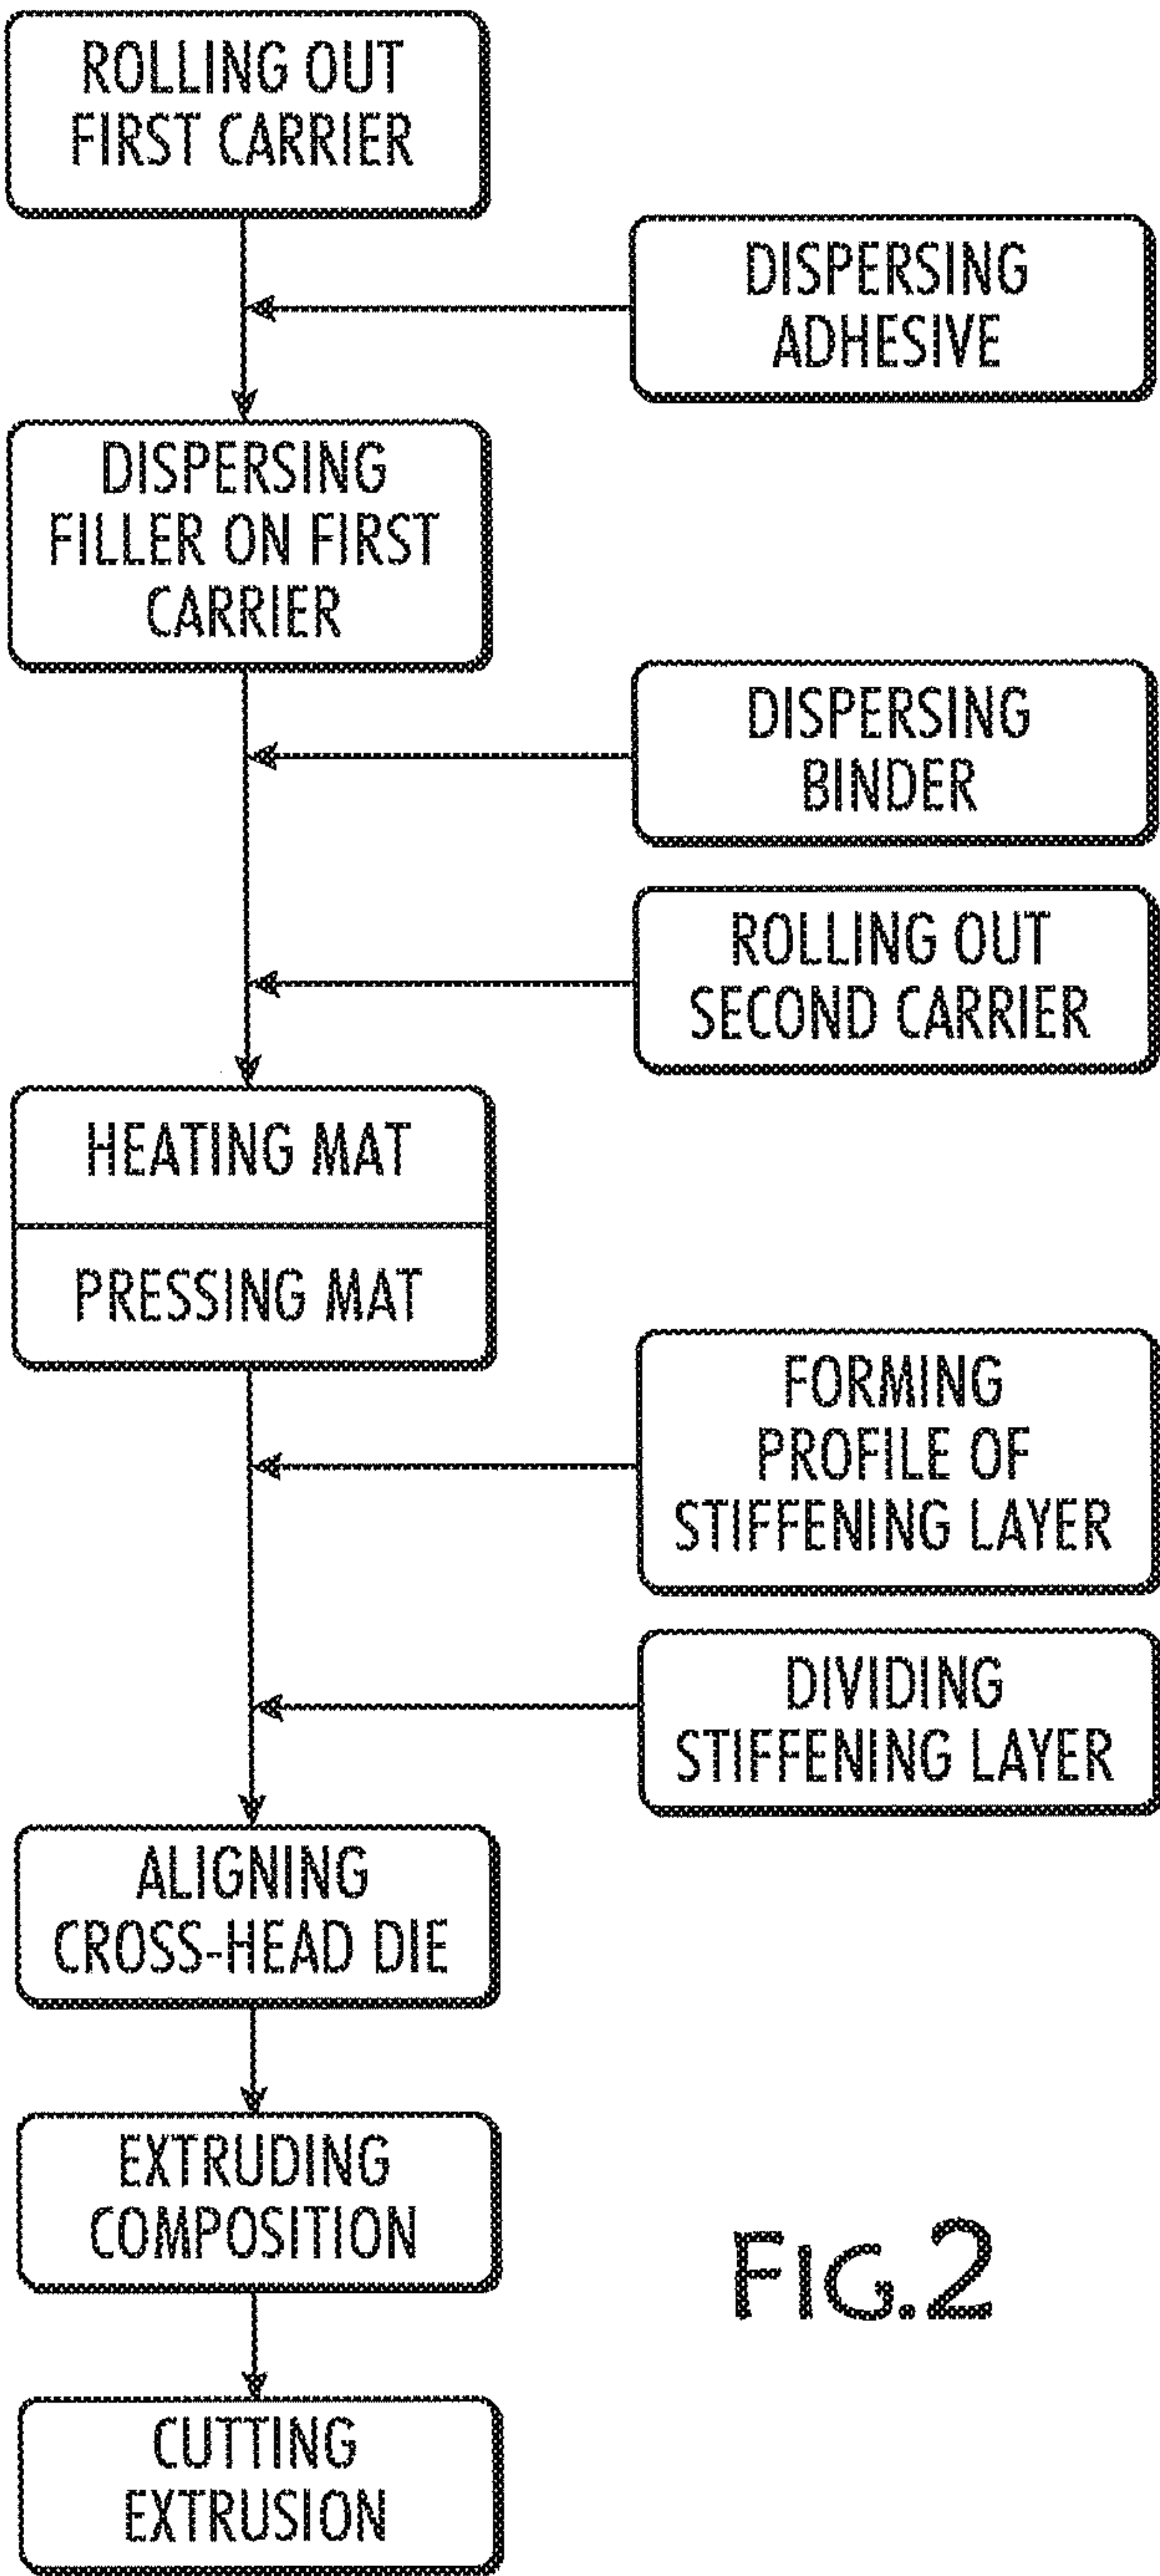 ROLLING OUT
FIRST CARRIER
DISPERSING
ADHESIVE
DISPERSING
FILLER ON FIRST
CARRIER
DISPERSING
BINDER
ROLLING OUT
SECOND CARRIER
HEATING MAT
PRESSING MAT
FORMING
PROFILE OF
STIFFENING LAYER
DIVIDING
STIFFENING LAYER
ALIGNING
CROSS-HEAD DIE
EXTRUDING
COMPOSITION
FIG.2
CUTTING
EXTRUSION